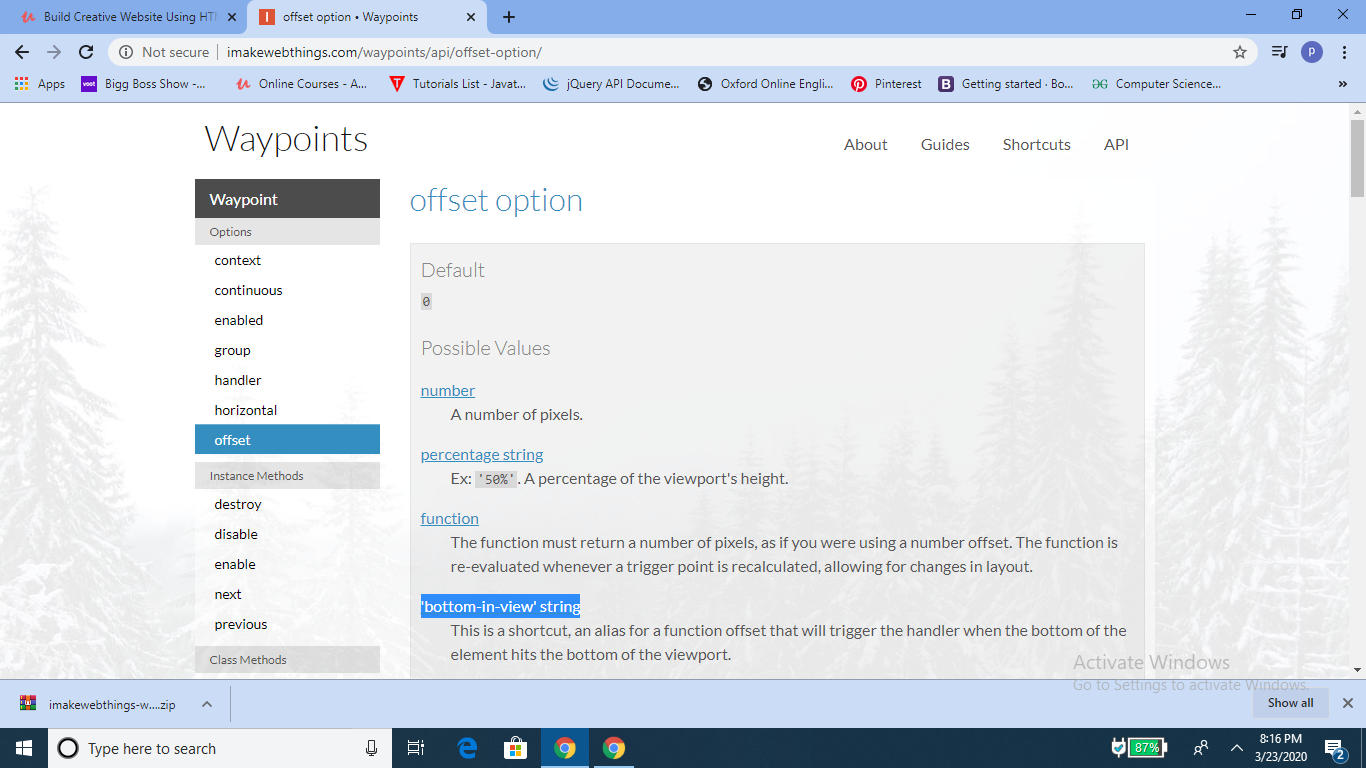 Build Creative Website Using HT
offset option • Waypoints
Not secure
imakewebthings.com/waypoints/api/offset-option/
P
Apps
voot
Bigg Boss Show -...
Online Courses - A...
Tutorials List - Javat...
jQuery API Docume...
Oxford Online Engli...
Pinterest
B
Getting started · Bo...
Computer Science...
»
Waypoints
About
Guides
Shortcuts
API
Waypoint
Options
context
continuous
enabled
group
handler
horizontal
offset
Instance Methods
destroy
disable
enable
next
previous
Class Methods
offset option
Default
0
Possible Values
number
A number of pixels.
percentage string
Ex: '50%'. A percentage of the viewport's height.
function
The function must return a number of pixels, as if you were using a number offset. The function is
re-evaluated whenever a trigger point is recalculated, allowing for changes in layout.
'bottom-in-view' string
This is a shortcut, an alias for a function offset that will trigger the handler when the bottom of the
element hits the bottom of the viewport.
Activate Windows
Go to Settings to activate Windows.
imakewebthings-w....zip
Show all
Type here to search
87%
8:16 PM
3/23/2020
2